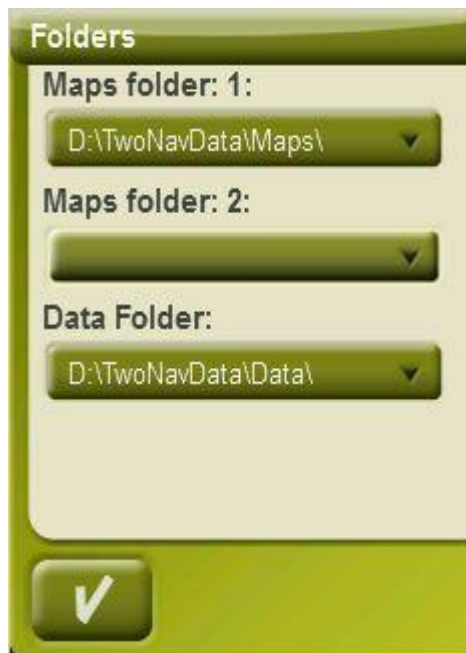 Folders
Maps folder: 1:
D:\TwoNavData\Maps\
Maps folder: 2:
Data Folder:
D:\TwoNavData\Data\